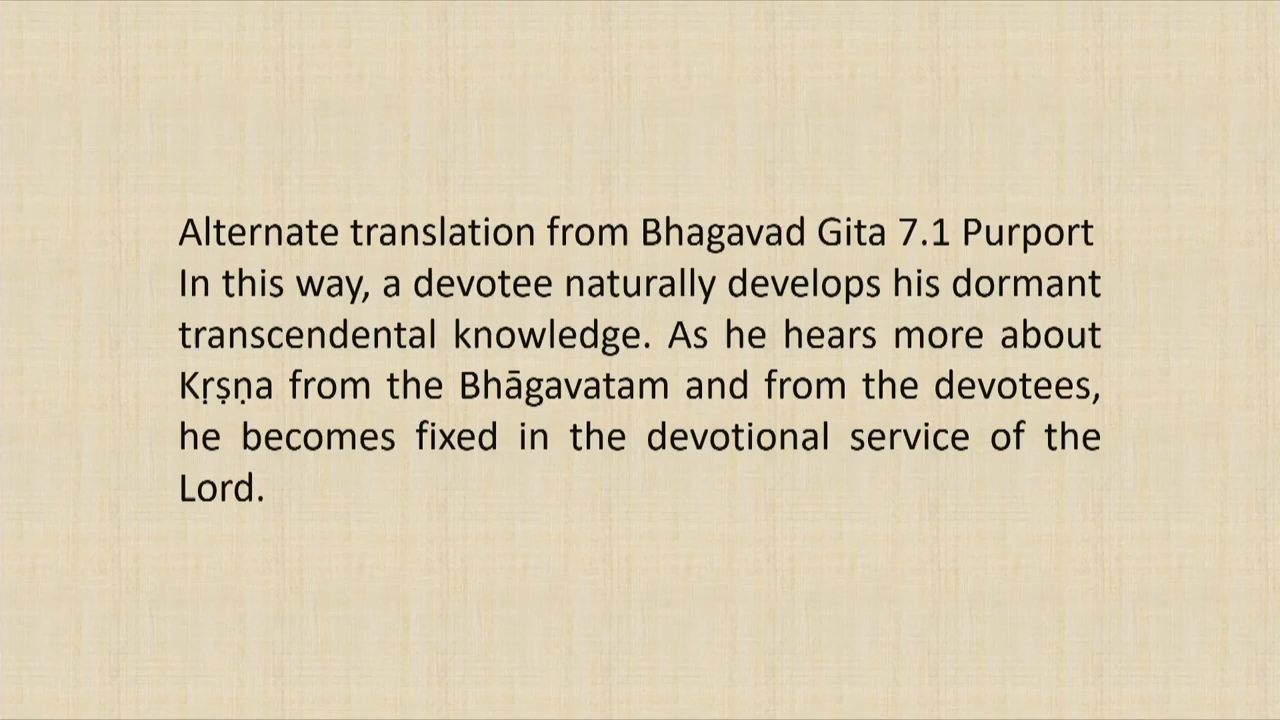 Alternate translation from Bhagavad Gita 7.1 Purport
In this way, a devotee naturally develops his dormant
transcendental knowledge. As he hears more about
Kṛṣṇa from the Bhāgavatam and from the devotees,
he becomes fixed in the devotional service of the
Lord.